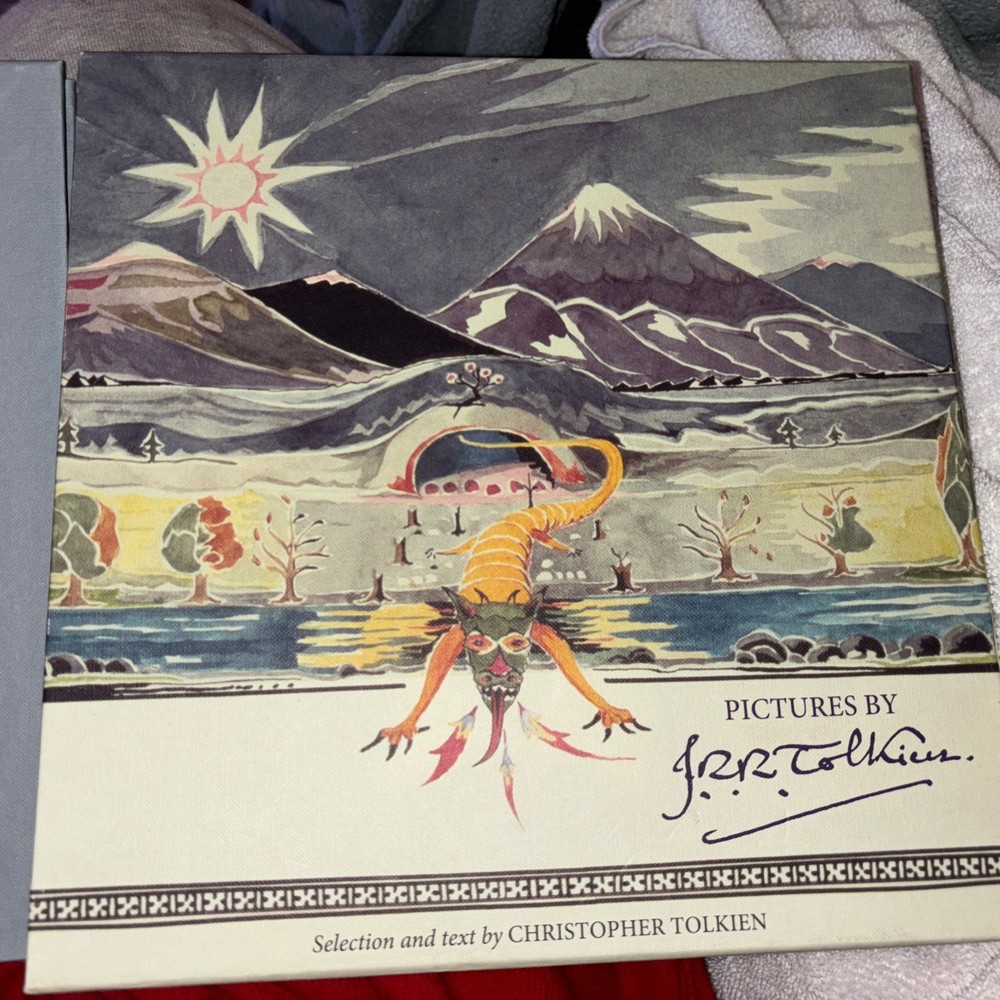 PICTURES BY
J.R.R. Tolkien.
Selection and text by CHRISTOPHER TOLKIEN